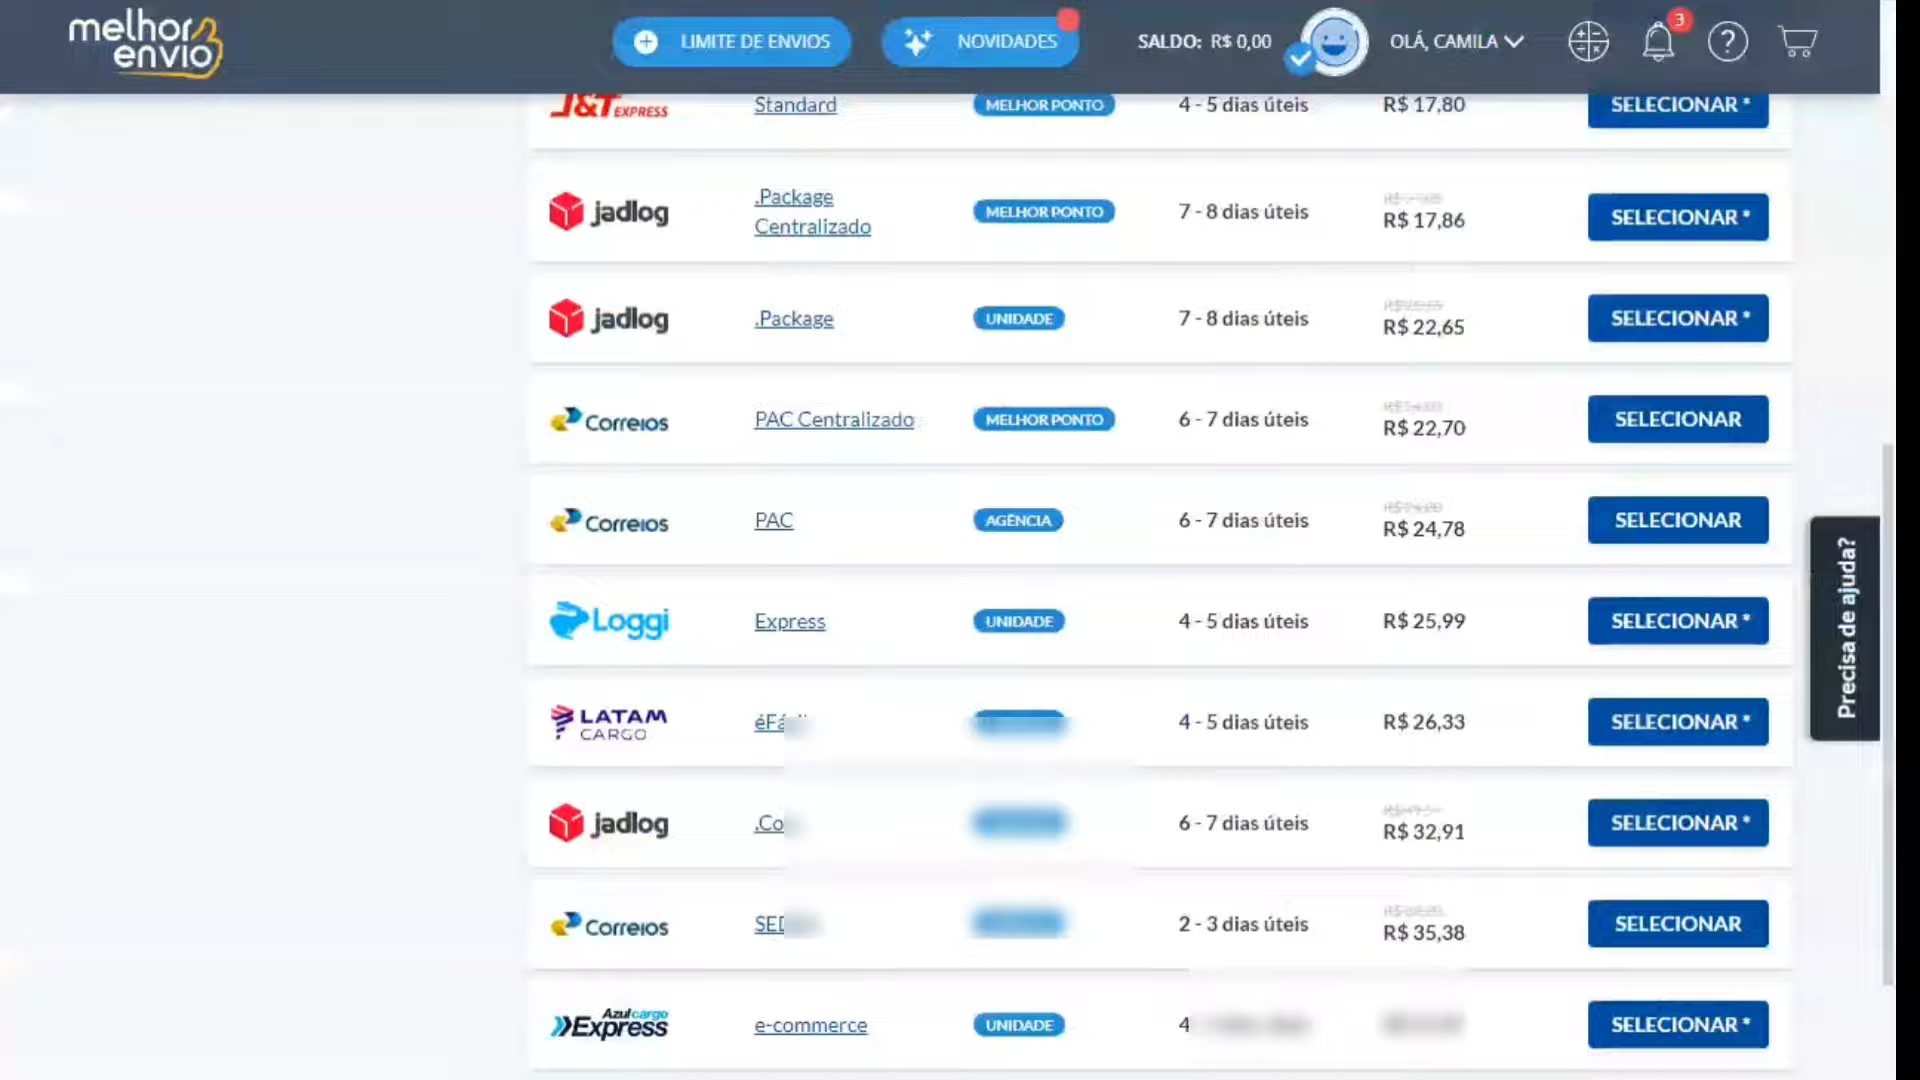 melhor
envio
LIMITE DE ENVIOS
NOVIDADES
SALDO: R$ 0,00
OLÁ, CAMILA
3
?
J&T EXPRESS Standard MELHOR PONTO 4 - 5 dias úteis R$ 17,80 SELECIONAR *
jadlog .Package Centralizado MELHOR PONTO 7 - 8 dias úteis R$ 17,86 SELECIONAR *
jadlog .Package UNIDADE 7 - 8 dias úteis R$ 22,65 SELECIONAR *
Correios PAC Centralizado MELHOR PONTO 6 - 7 dias úteis R$ 22,70 SELECIONAR
Correios PAC AGÊNCIA 6 - 7 dias úteis R$ 24,78 SELECIONAR
Loggi Express UNIDADE 4 - 5 dias úteis R$ 25,99 SELECIONAR *
LATAM CARGO 4 - 5 dias úteis R$ 26,33 SELECIONAR *
jadlog .Co 6 - 7 dias úteis R$ 32,91 SELECIONAR *
Correios 2 - 3 dias úteis R$ 35,38 SELECIONAR
Azul cargo Express e-commerce UNIDADE 4 SELECIONAR *
Precisa de ajuda?